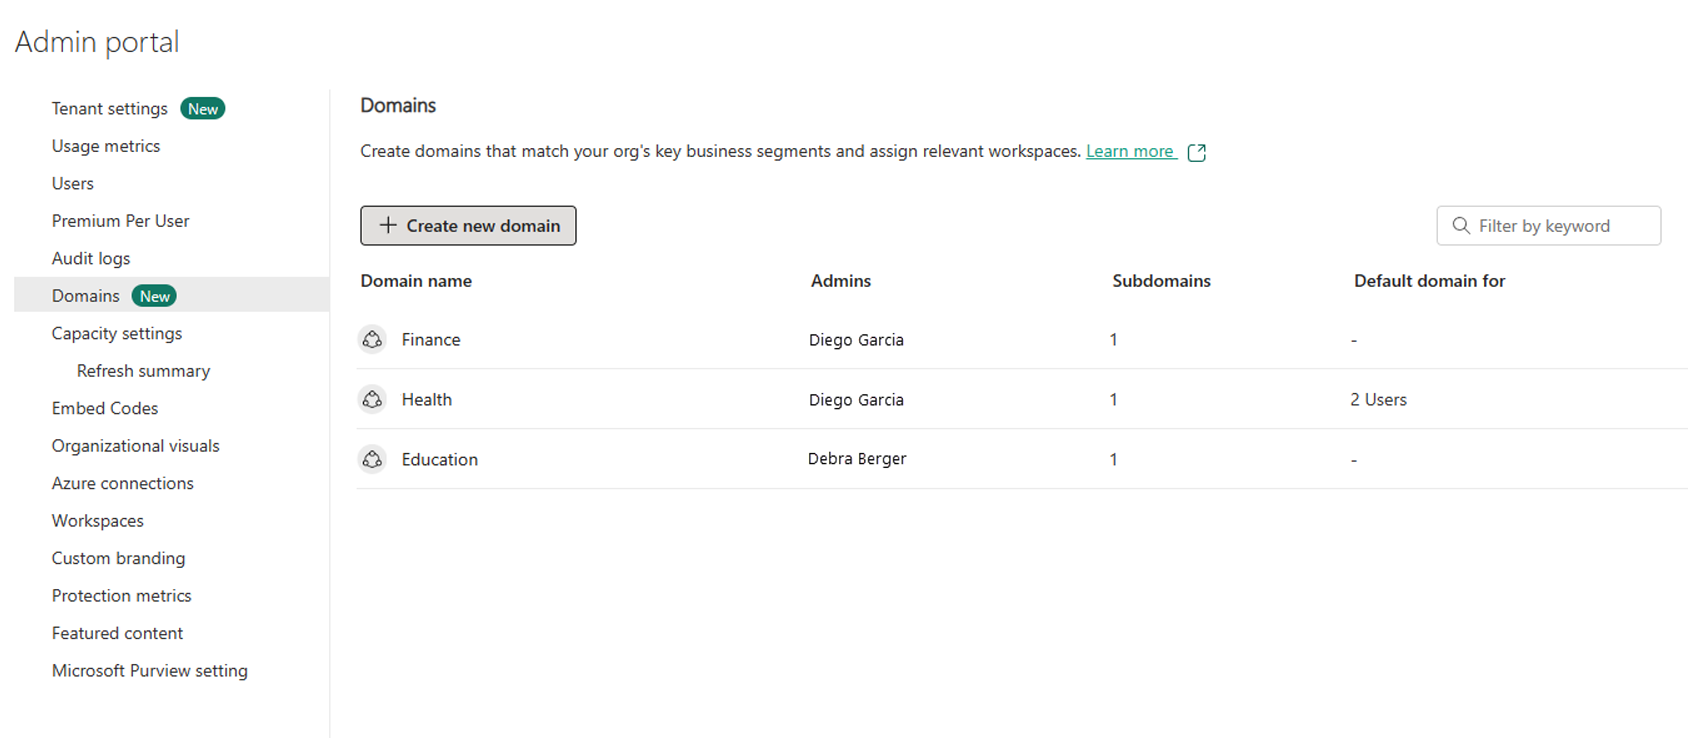 Admin portal
Tenant settings New
Usage metrics
Users
Premium Per User
Audit logs
Domains New
Capacity settings
Refresh summary
Embed Codes
Organizational visuals
Azure connections
Workspaces
Custom branding
Protection metrics
Featured content
Microsoft Purview setting
Domains
Create domains that match your org's key business segments and assign relevant workspaces. Learn more
Create new domain
Filter by keyword
Domain name Admins Subdomains Default domain for
Finance Diego Garcia 1 -
Health Diego Garcia 1 2 Users
Education Debra Berger 1 -